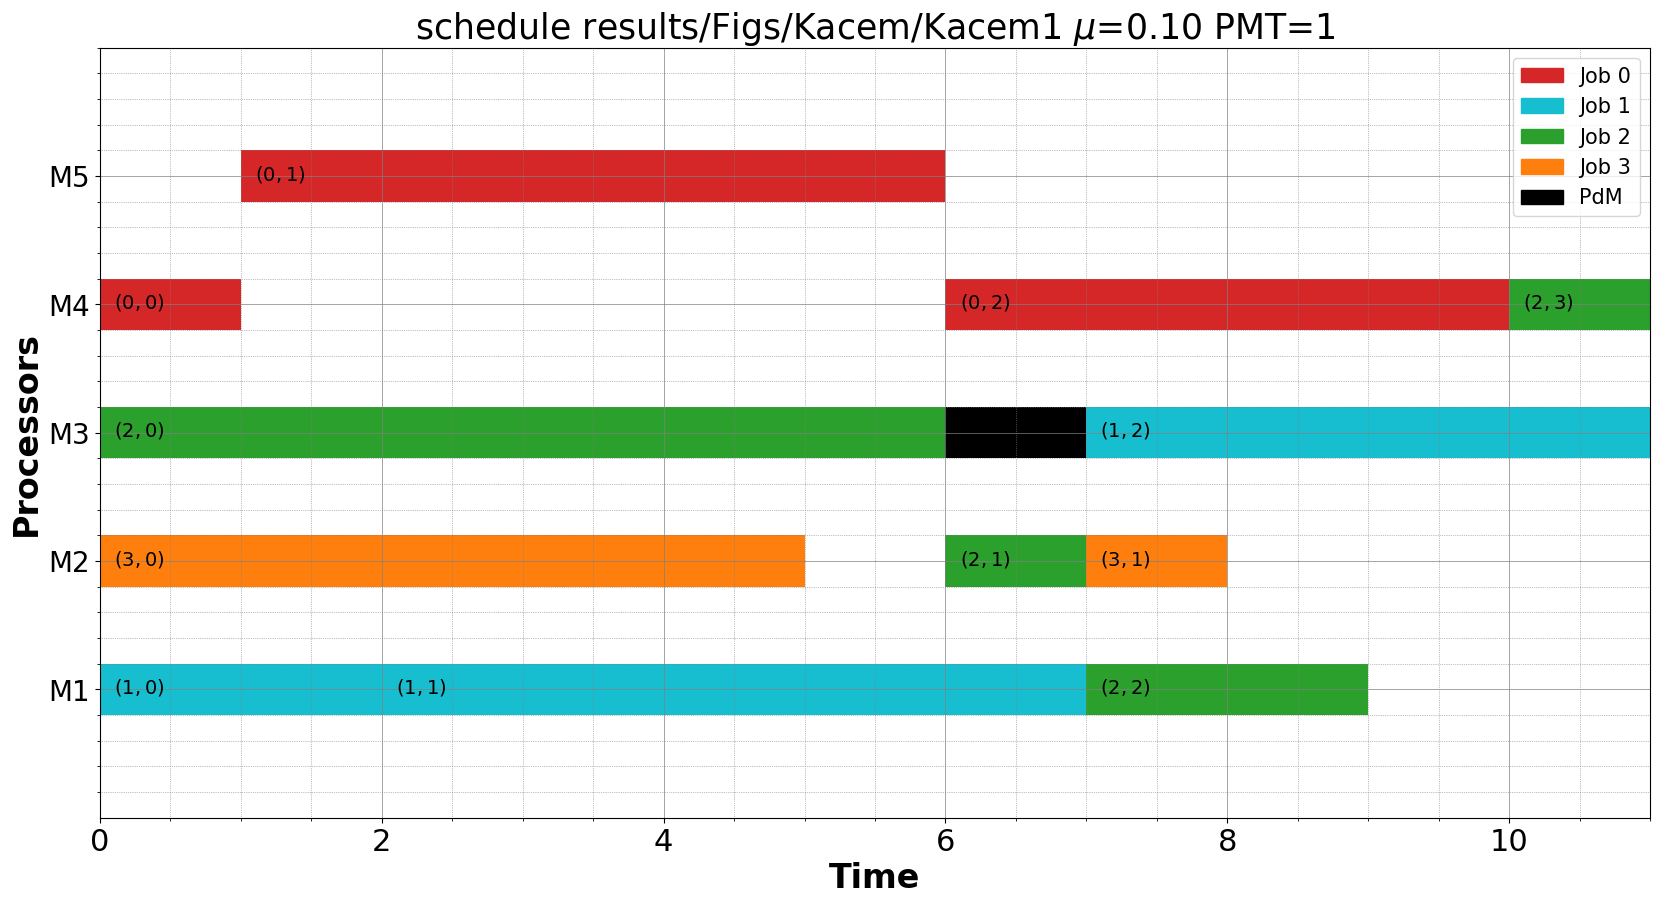 schedule results/Figs/Kacem/Kacem1 μ=0.10 PMT=1
Job 0
Job 1
Job 2
Job 3
PdM
Processors
M5
(0, 1)
M4
(0, 0)
(0, 2)
(2, 3)
M3
(2, 0)
(1, 2)
M2
(3, 0)
(2, 1)
(3, 1)
M1
(1, 0)
(1, 1)
(2, 2)
0 2 4 6 8 10
Time